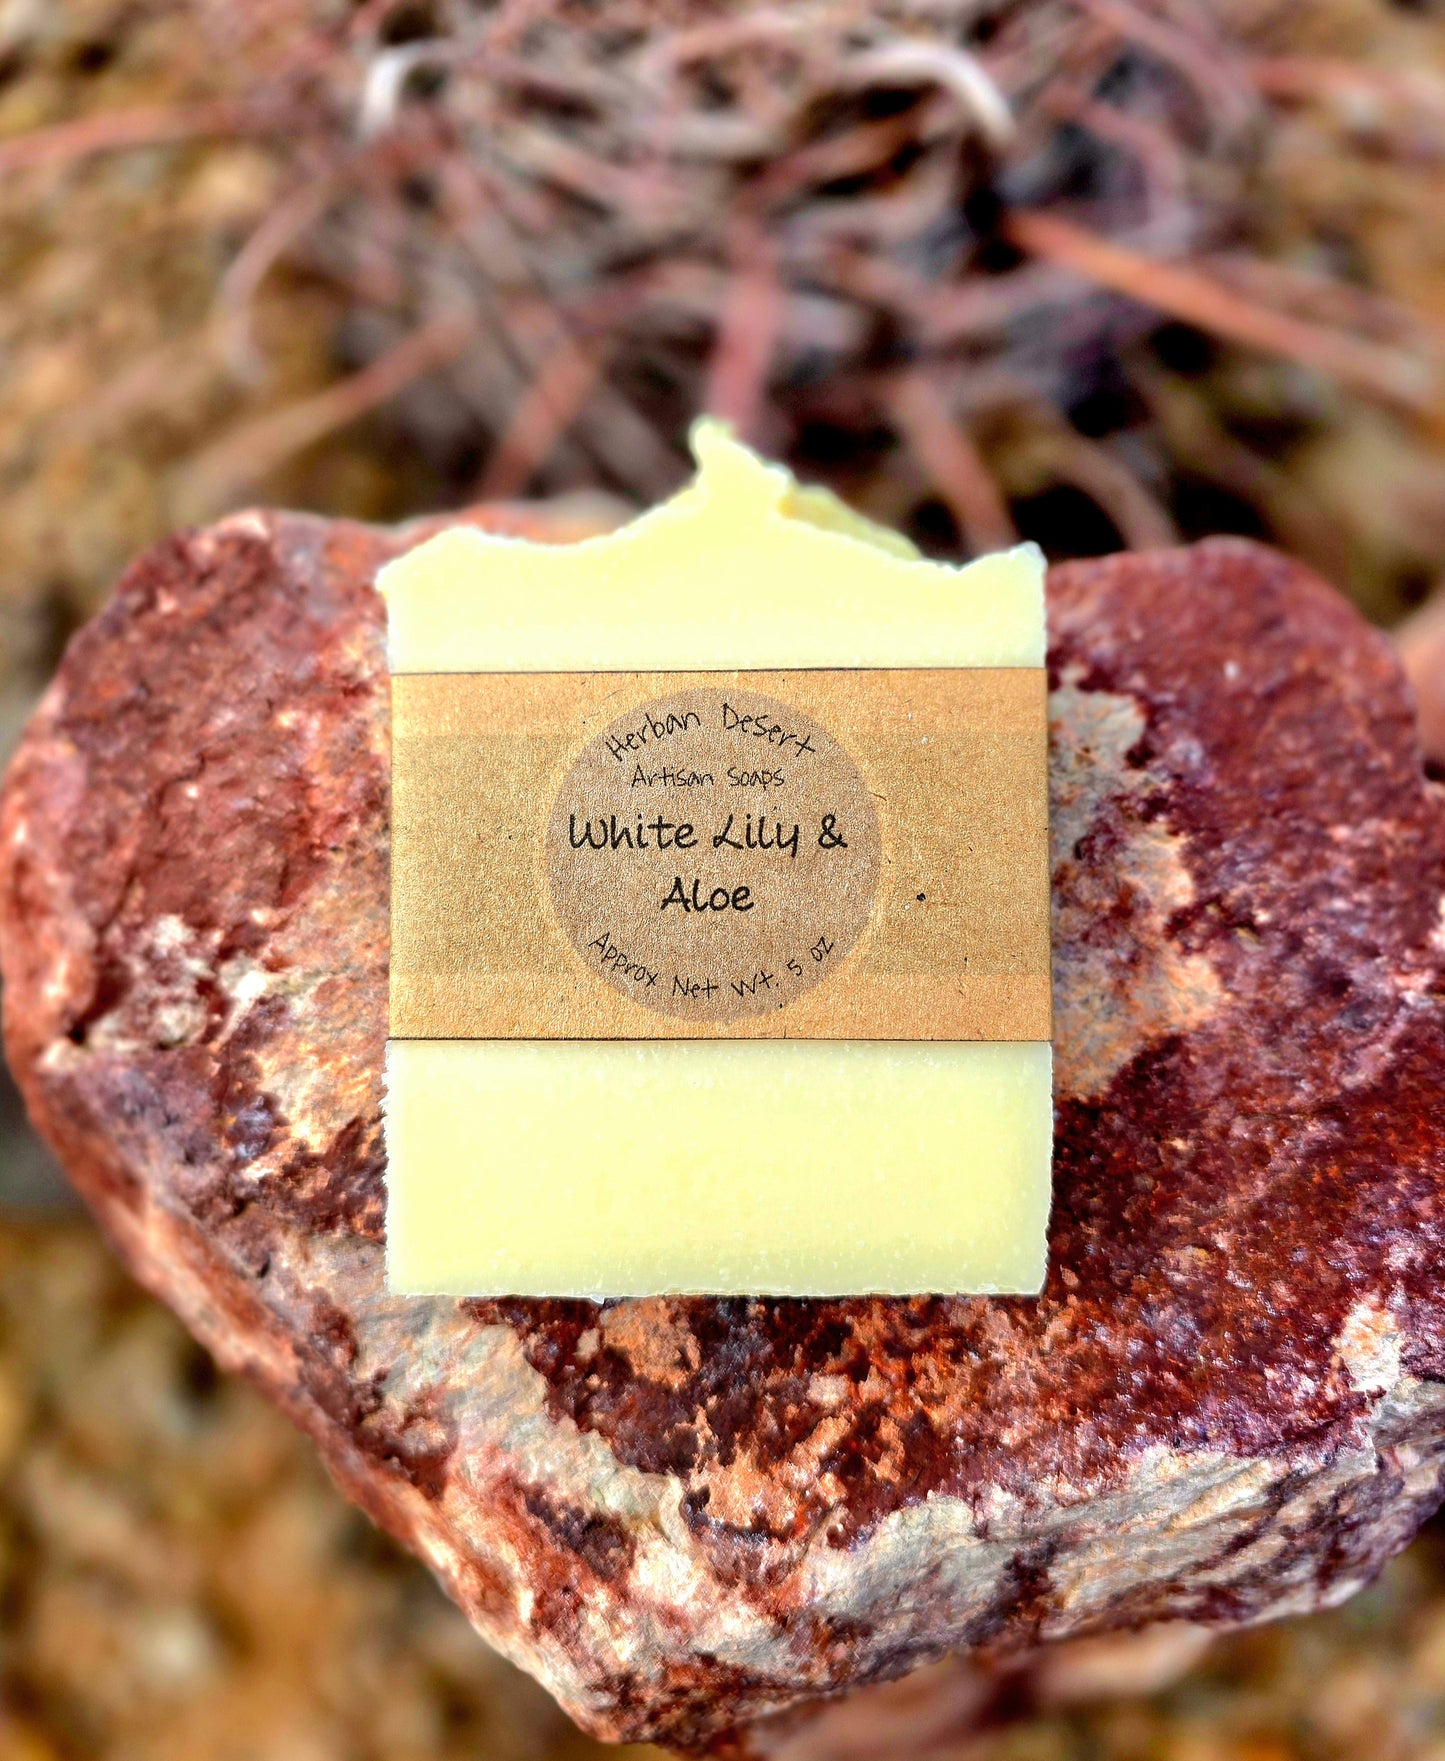 Herban Desert
Artisan Soaps
White Lily &
Aloe
Approx Net Wt. 5 oz